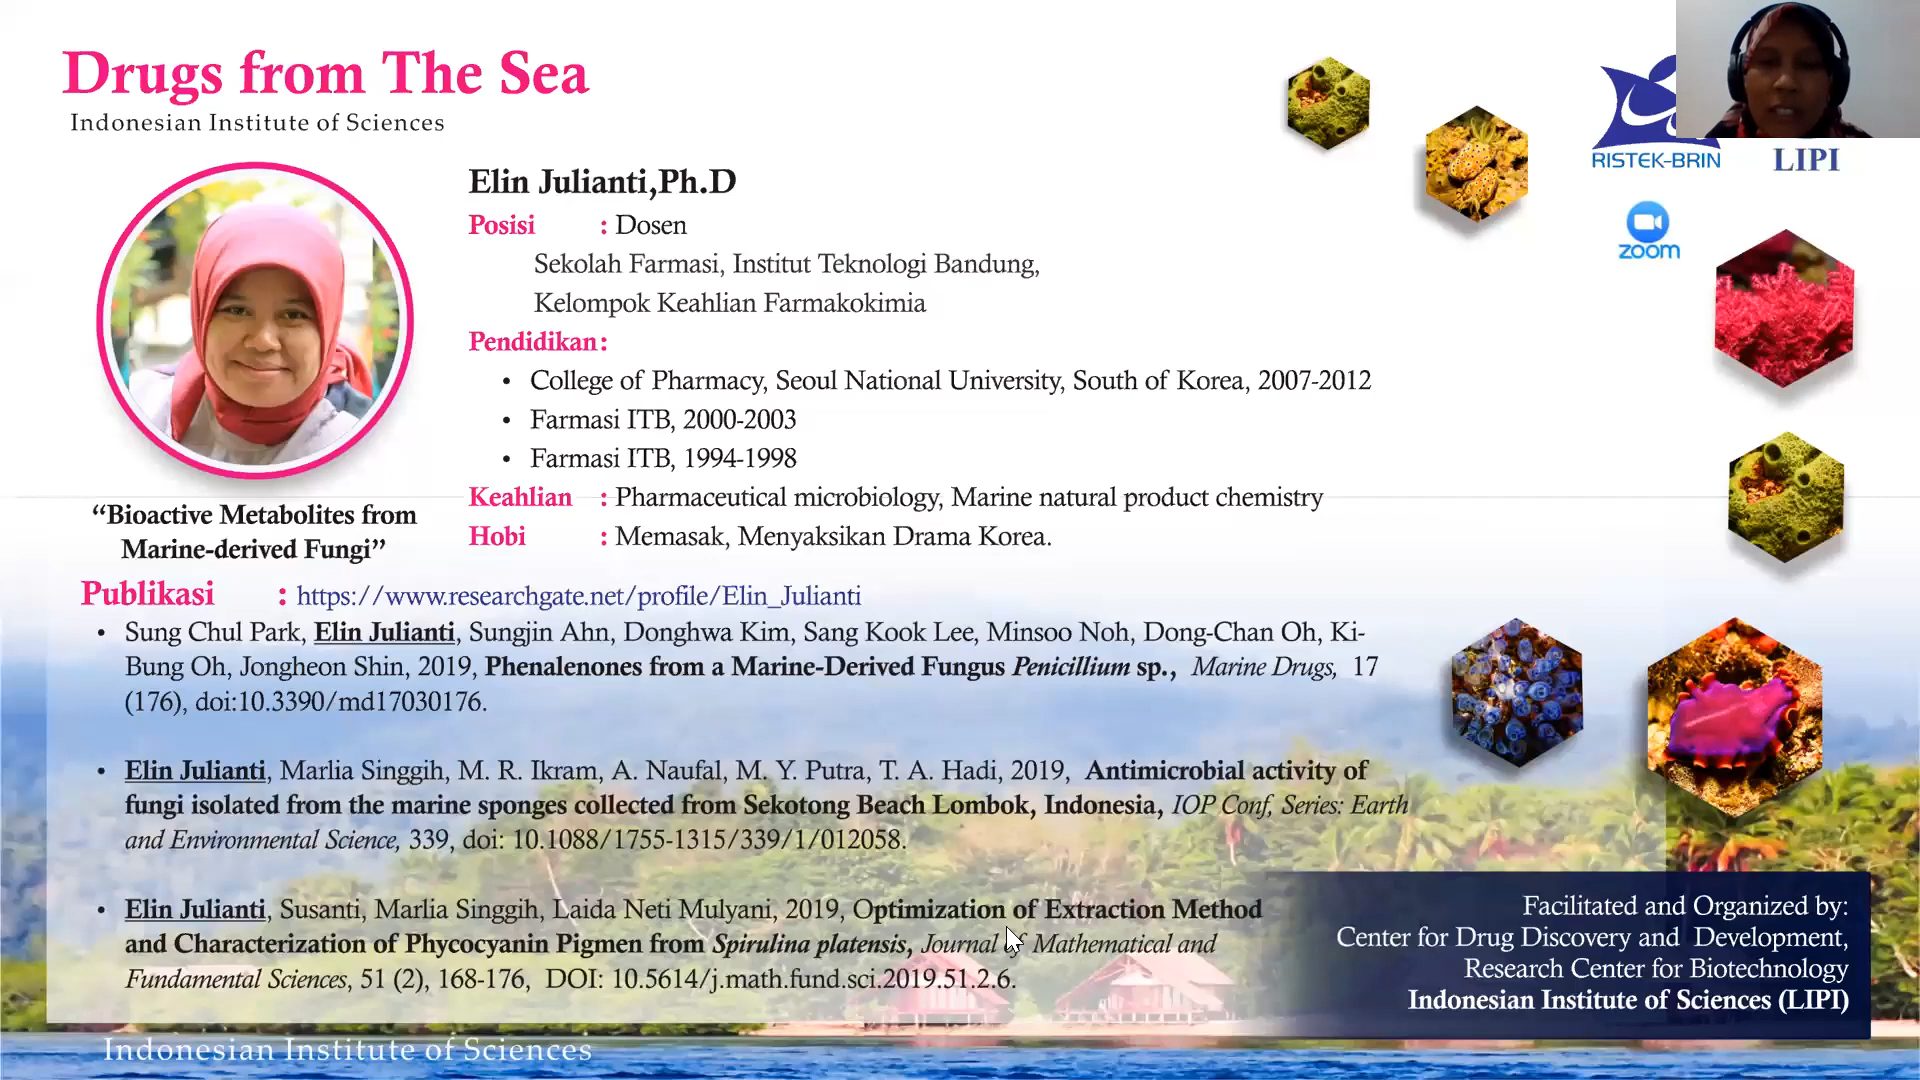 Drugs from The Sea
Indonesian Institute of Sciences
RISTEK-BRIN
LIPI
zoom
Elin Julianti,Ph.D
Posisi : Dosen
Sekolah Farmasi, Institut Teknologi Bandung,
Kelompok Keahlian Farmakokimia
Pendidikan:
• College of Pharmacy, Seoul National University, South of Korea, 2007-2012
• Farmasi ITB, 2000-2003
• Farmasi ITB, 1994-1998
Keahlian : Pharmaceutical microbiology, Marine natural product chemistry
Hobi : Memasak, Menyaksikan Drama Korea.
“Bioactive Metabolites from
Marine-derived Fungi”
Publikasi : https://www.researchgate.net/profile/Elin_Julianti
• Sung Chul Park, Elin Julianti, Sungjin Ahn, Donghwa Kim, Sang Kook Lee, Minsoo Noh, Dong-Chan Oh, Ki-
Bung Oh, Jongheon Shin, 2019, Phenalenones from a Marine-Derived Fungus Penicillium sp., Marine Drugs, 17
(176), doi:10.3390/md17030176.
• Elin Julianti, Marlia Singgih, M. R. Ikram, A. Naufal, M. Y. Putra, T. A. Hadi, 2019, Antimicrobial activity of
fungi isolated from the marine sponges collected from Sekotong Beach Lombok, Indonesia, IOP Conf, Series: Earth
and Environmental Science, 339, doi: 10.1088/1755-1315/339/1/012058.
• Elin Julianti, Susanti, Marlia Singgih, Laida Neti Mulyani, 2019, Optimization of Extraction Method
and Characterization of Phycocyanin Pigmen from Spirulina platensis, Journal of Mathematical and
Fundamental Sciences, 51 (2), 168-176, DOI: 10.5614/j.math.fund.sci.2019.51.2.6.
Facilitated and Organized by:
Center for Drug Discovery and Development,
Research Center for Biotechnology
Indonesian Institute of Sciences (LIPI)
Indonesian Institute of Sciences